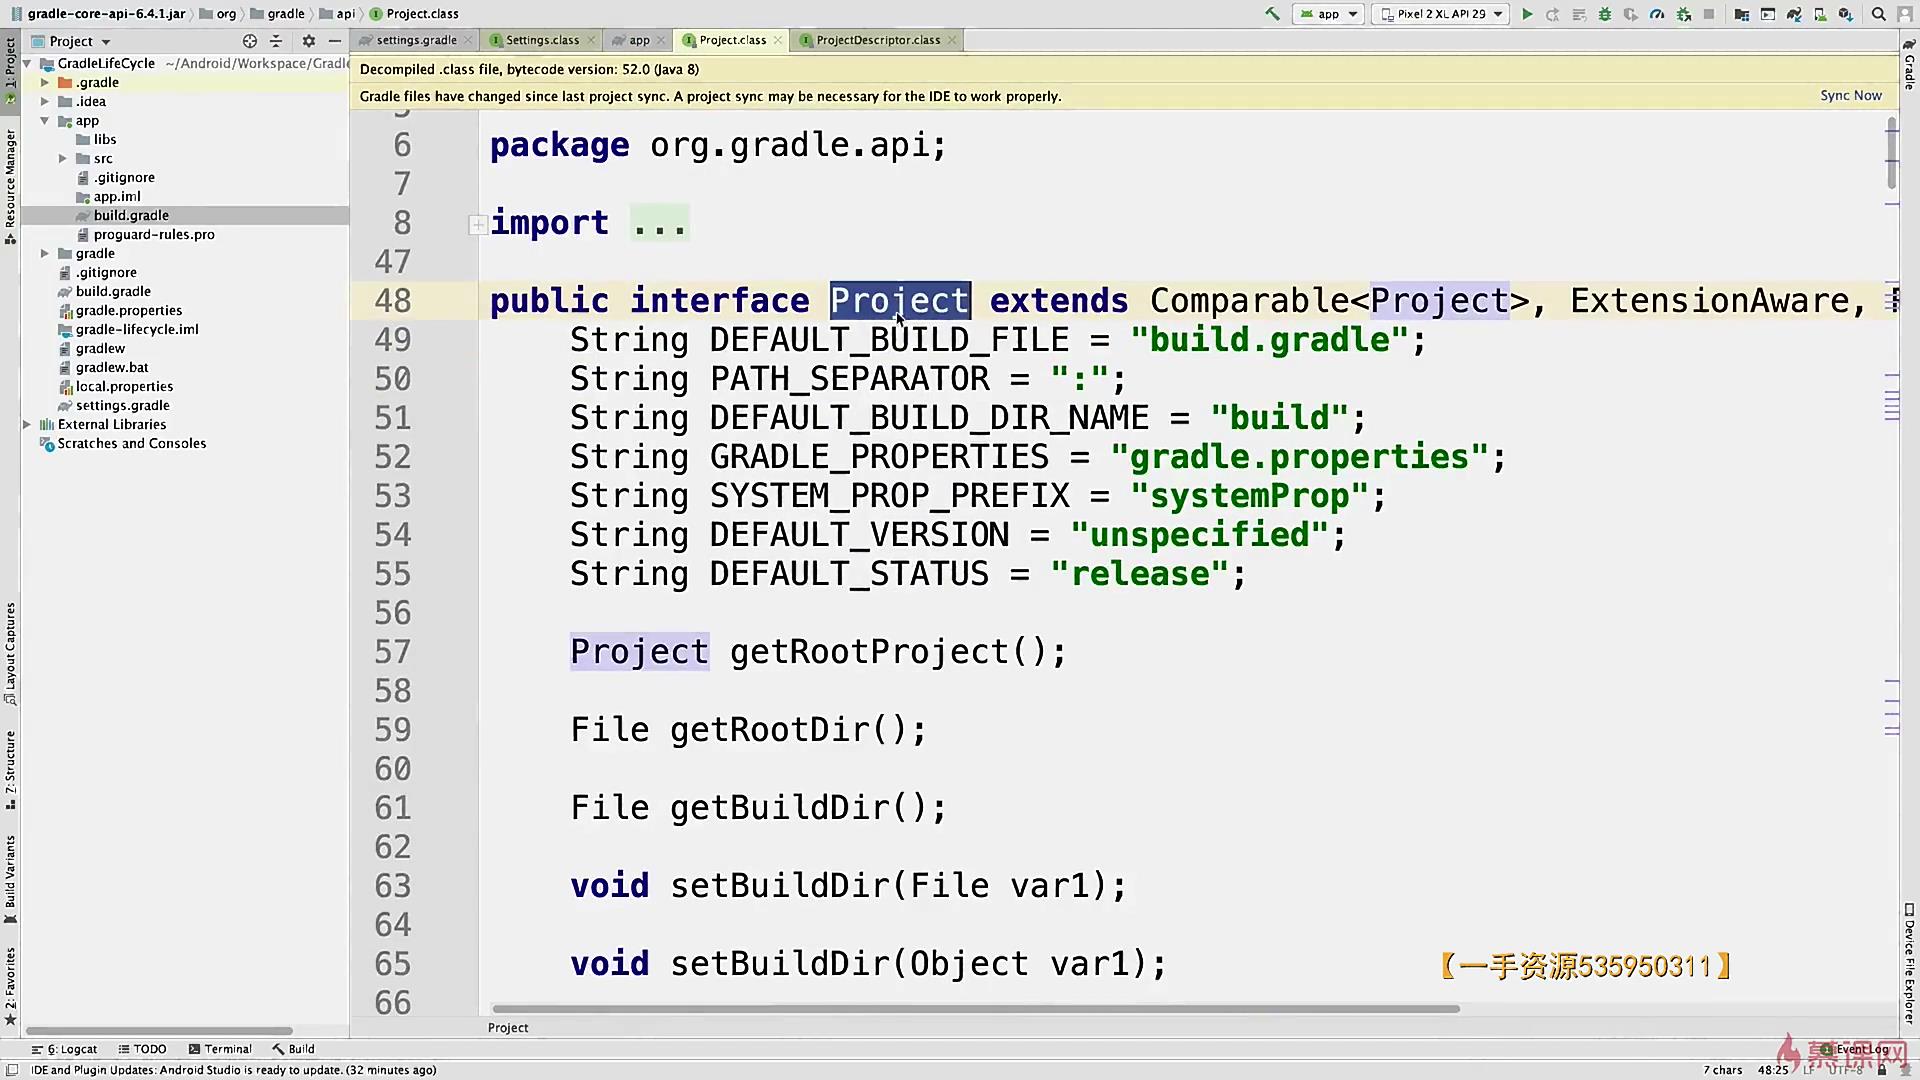 gradle-core-api-6.4.1.jar org gradle api Project.class app Pixel 2 XL API 29
Project
settings.gradle Settings.class app Project.class ProjectDescriptor.class
GradleLifeCycle ~/Android/Workspace/Gradle
.gradle
.idea
app
libs
src
.gitignore
app.iml
build.gradle
proguard-rules.pro
gradle
.gitignore
build.gradle
gradle.properties
gradle-lifecycle.iml
gradlew
gradlew.bat
local.properties
settings.gradle
External Libraries
Scratches and Consoles
1: Project
Resource Manager
Layout Captures
7: Structure
Build Variants
2: Favorites
Decompiled .class file, bytecode version: 52.0 (Java 8)
Gradle files have changed since last project sync. A project sync may be necessary for the IDE to work properly. Sync Now
6 package org.gradle.api;
7
8 import ...
47
48 public interface Project extends Comparable<Project>, ExtensionAware,
49 String DEFAULT_BUILD_FILE = "build.gradle";
50 String PATH_SEPARATOR = ":";
51 String DEFAULT_BUILD_DIR_NAME = "build";
52 String GRADLE_PROPERTIES = "gradle.properties";
53 String SYSTEM_PROP_PREFIX = "systemProp";
54 String DEFAULT_VERSION = "unspecified";
55 String DEFAULT_STATUS = "release";
56
57 Project getRootProject();
58
59 File getRootDir();
60
61 File getBuildDir();
62
63 void setBuildDir(File var1);
64
65 void setBuildDir(Object var1);
66
【一手资源535950311】
Project
Gradle
Device File Explorer
6: Logcat TODO Terminal Build Event Log
慕课网
IDE and Plugin Updates: Android Studio is ready to update. (32 minutes ago) 7 chars 48:25 LF UTF-8